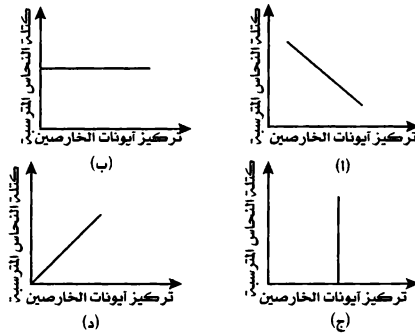 كتلة النحاس المترسبة
تركيز أيونات الخارصين
(أ)
كتلة النحاس المترسبة
تركيز أيونات الخارصين
(ب)
كتلة النحاس المترسبة
تركيز أيونات الخارصين
(ج)
كتلة النحاس المترسبة
تركيز أيونات الخارصين
(د)